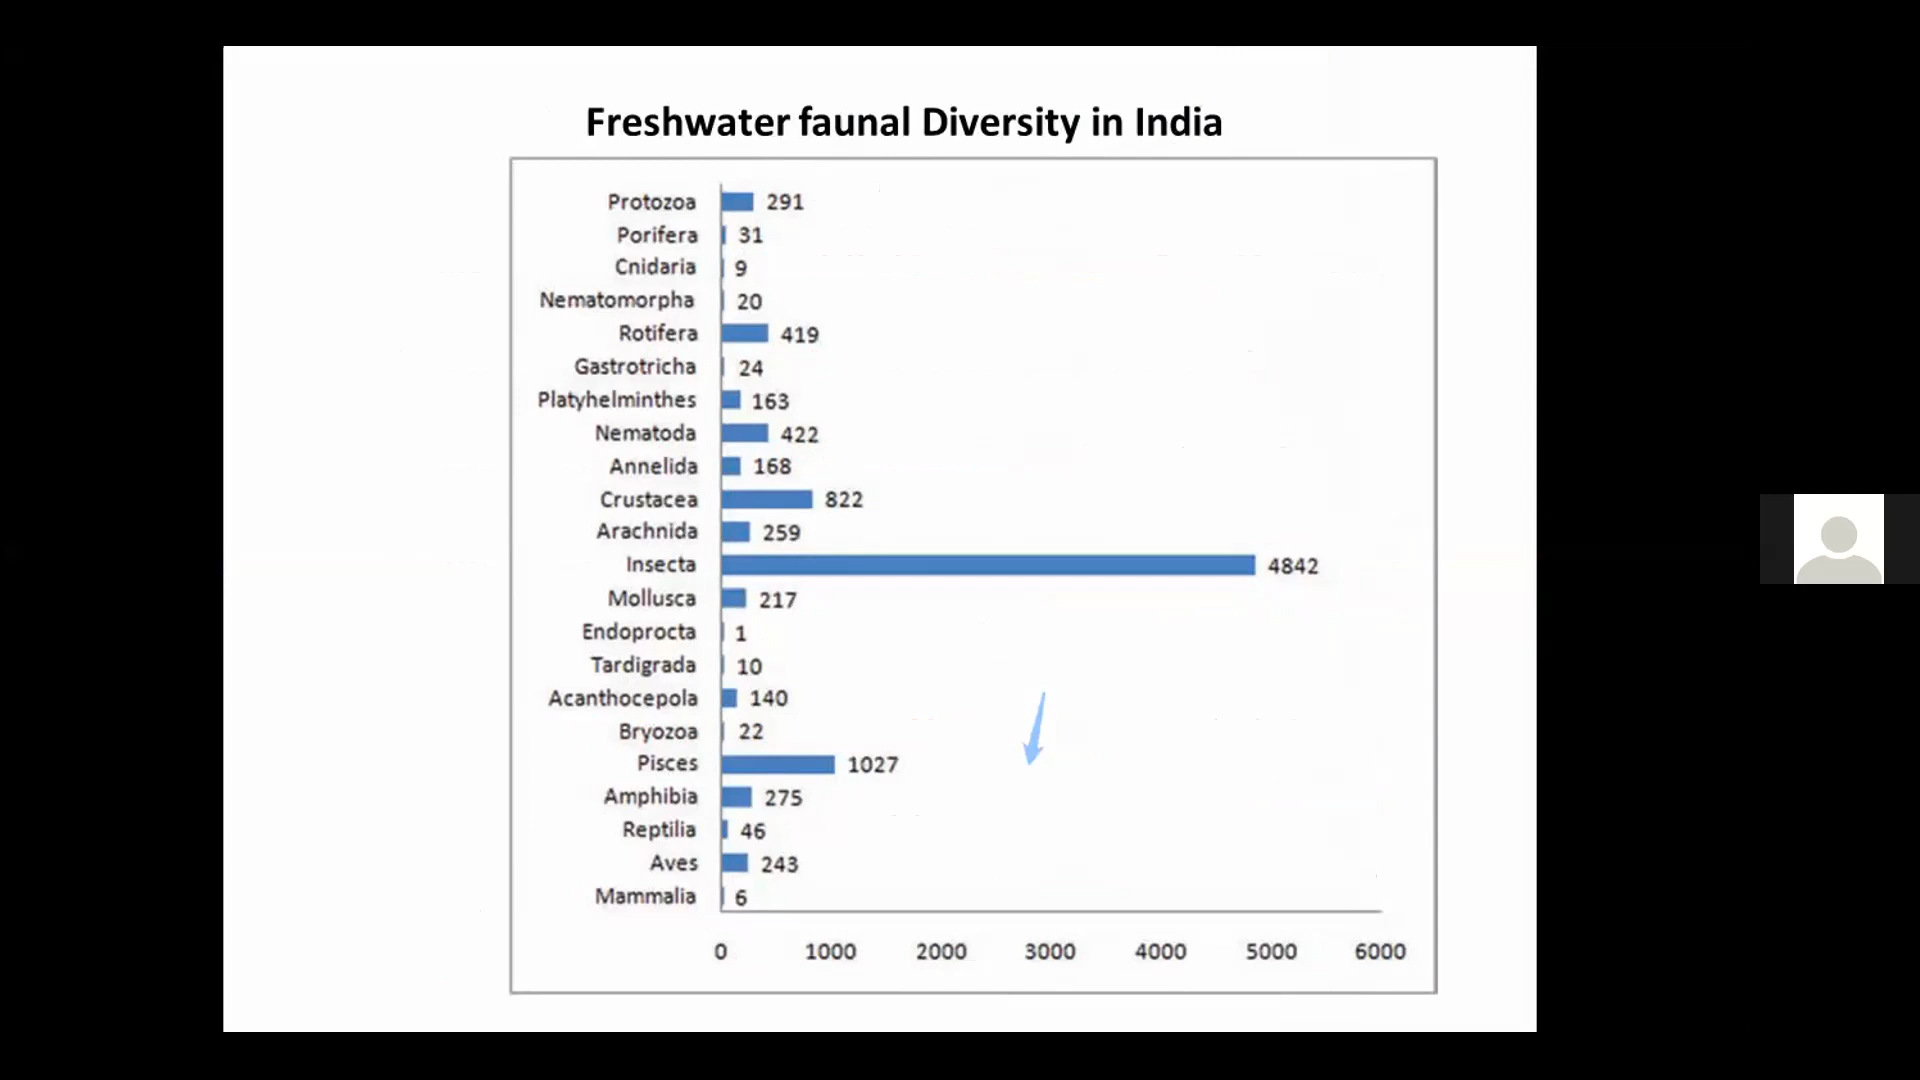 Freshwater faunal Diversity in India
Protozoa 291
Porifera 31
Cnidaria 9
Nematomorpha 20
Rotifera 419
Gastrotricha 24
Platyhelminthes 163
Nematoda 422
Annelida 168
Crustacea 822
Arachnida 259
Insecta 4842
Mollusca 217
Endoprocta 1
Tardigrada 10
Acanthocepola 140
Bryozoa 22
Pisces 1027
Amphibia 275
Reptilia 46
Aves 243
Mammalia 6
0 1000 2000 3000 4000 5000 6000